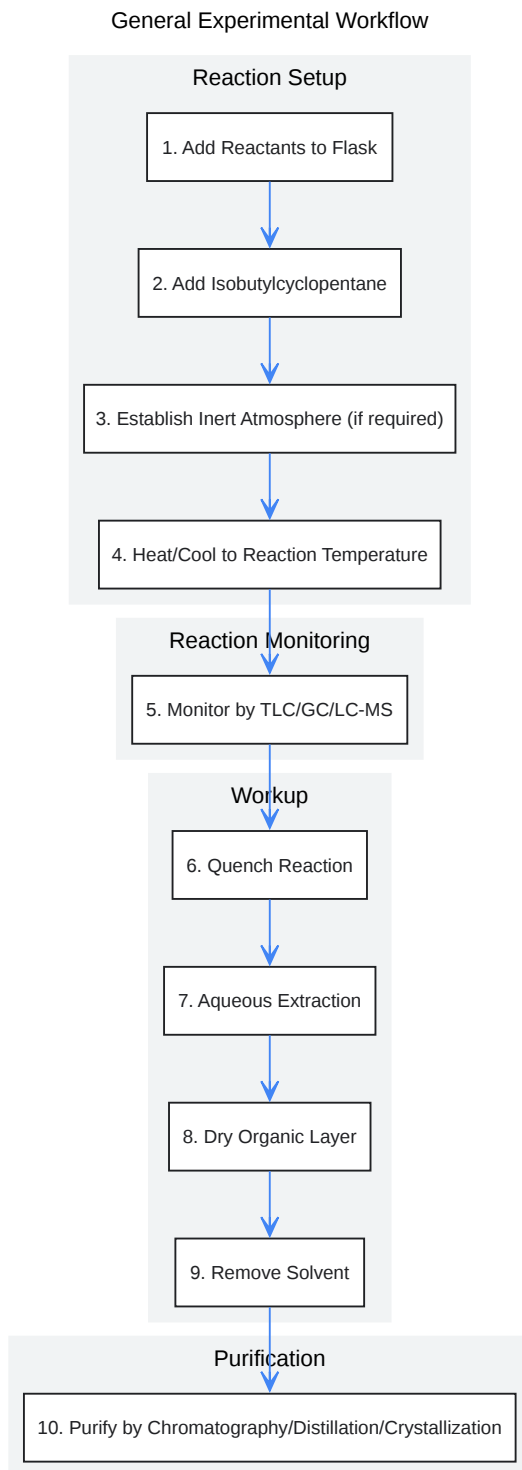 General Experimental Workflow
Reaction Setup
1. Add Reactants to Flask
2. Add Isobutylcyclopentane
3. Establish Inert Atmosphere (if required)
4. Heat/Cool to Reaction Temperature
Reaction Monitoring
5. Monitor by TLC/GC/LC-MS
Workup
6. Quench Reaction
7. Aqueous Extraction
8. Dry Organic Layer
9. Remove Solvent
Purification
10. Purify by Chromatography/Distillation/Crystallization